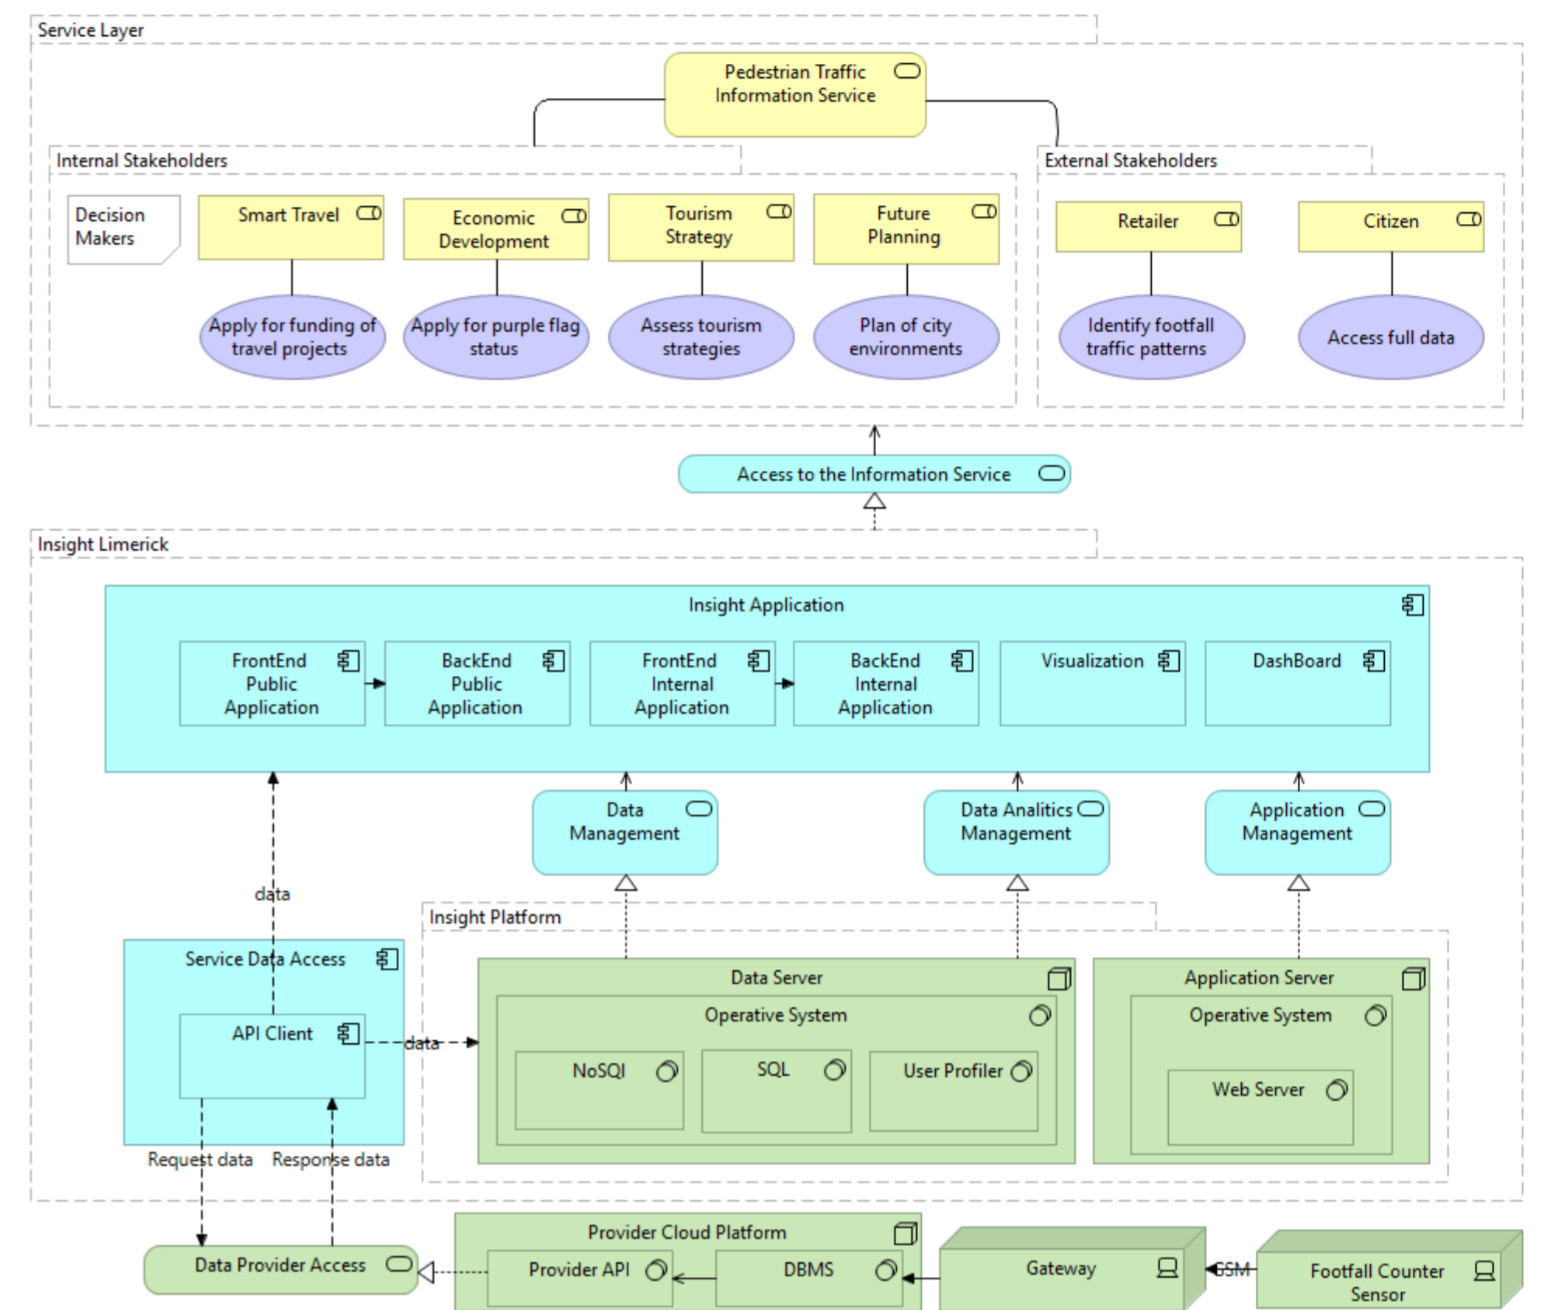 Service Layer
Pedestrian Traffic
Information Service
Internal Stakeholders
External Stakeholders
Decision
Makers
Smart Travel
Economic
Development
Tourism
Strategy
Future
Planning
Retailer
Citizen
Apply for funding of
travel projects
Apply for purple flag
status
Assess tourism
strategies
Plan of city
environments
Identify footfall
traffic patterns
Access full data
Access to the Information Service
Insight Limerick
Insight Application
FrontEnd
Public
Application
BackEnd
Public
Application
FrontEnd
Internal
Application
BackEnd
Internal
Application
Visualization
DashBoard
Data
Management
Data Analitics
Management
Application
Management
data
Insight Platform
Service Data Access
API Client
data
Data Server
Operative System
NoSQl
SQL
User Profiler
Application Server
Operative System
Web Server
Request data
Response data
Data Provider Access
Provider Cloud Platform
Provider API
DBMS
Gateway
GSM
Footfall Counter
Sensor